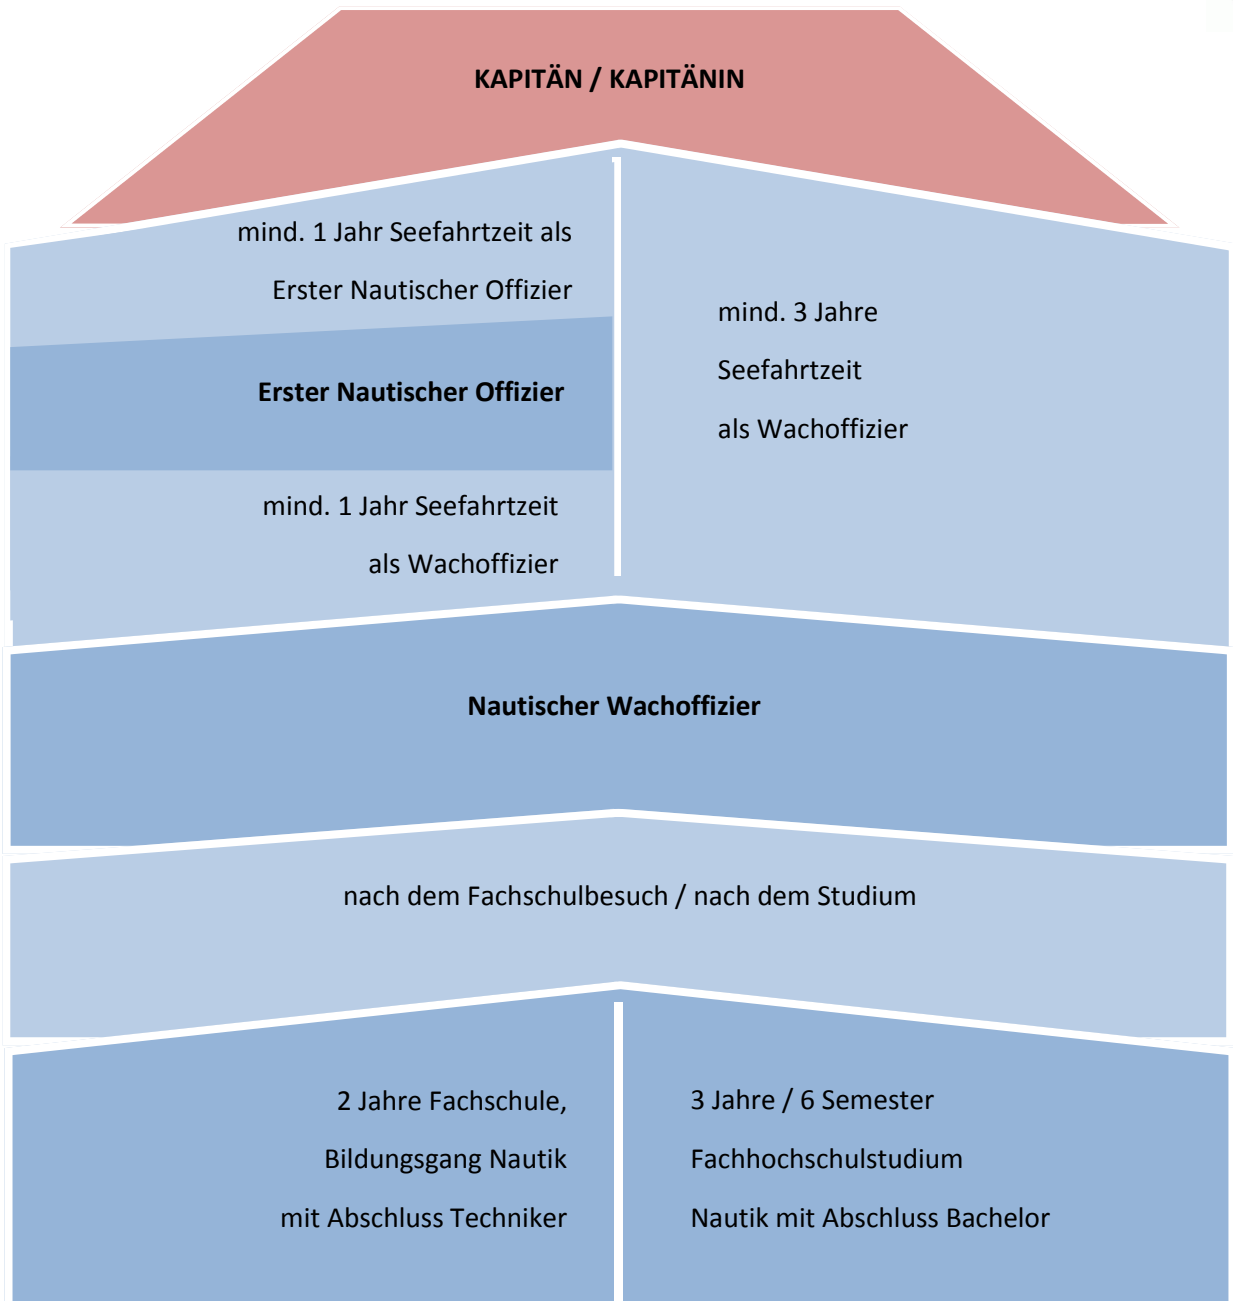 KAPITÄN / KAPITÄNIN
mind. 1 Jahr Seefahrtzeit als
Erster Nautischer Offizier
Erster Nautischer Offizier
mind. 1 Jahr Seefahrtzeit
als Wachoffizier
mind. 3 Jahre
Seefahrtzeit
als Wachoffizier
Nautischer Wachoffizier
nach dem Fachschulbesuch / nach dem Studium
2 Jahre Fachschule,
Bildungsgang Nautik
mit Abschluss Techniker
3 Jahre / 6 Semester
Fachhochschulstudium
Nautik mit Abschluss Bachelor